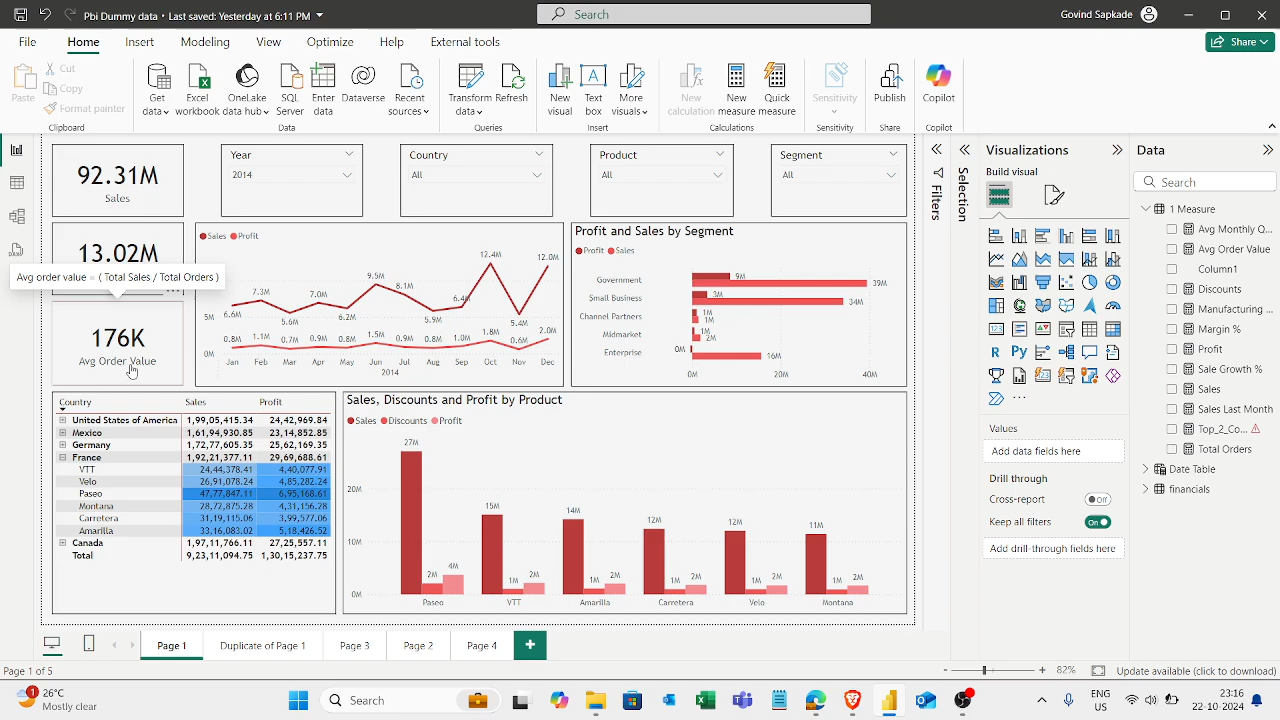 Pbi Dummy • Last saved: Yesterday at 6:11 PM
Search
Govind Sapkade
File
Home
Insert
Modeling
View
Optimize
Help
External tools
Share
Paste
Cut
Copy
Format painter
Clipboard
Get data
Excel workbook
OneLake data hub
SQL Server
Enter data
Dataverse
Recent sources
Data
Transform data
Refresh
Queries
New visual
Text box
More visuals
Insert
New calculation
New measure
Quick measure
Calculations
Sensitivity
Sensitivity
Publish
Share
Copilot
Copilot
92.31M
Sales
Year
2014
Country
All
Product
All
Segment
All
13.02M
Avg order value = ( Total Sales / Total Orders )
176K
Avg Order Value
Sales Profit
12.4M 12.0M
9.5M
7.3M 7.0M 8.1M
6.4M
5M 6.6M 5.6M 6.2M 5.9M 5.4M
0.8M 1.1M 0.7M 0.9M 0.8M 1.5M 0.9M 0.8M 1.0M 1.8M 0.6M 2.0M
0M
Jan Feb Mar Apr May Jun Jul Aug Sep Oct Nov Dec
2014
Profit and Sales by Segment
Profit Sales
Government 9M 39M
Small Business 3M 34M
Channel Partners 1M 1M
Midmarket 1M 2M
Enterprise 0M 16M
0M 20M 40M
Country Sales Profit
United States of America 1,99,05,415.34 24,42,969.84
Mexico 1,61,94,930.85 23,14,852.85
Germany 1,72,77,605.35 25,62,169.35
France 1,92,21,377.11 29,69,688.61
VTT 24,44,378.41 4,40,077.91
Velo 26,91,078.24 4,85,282.24
Paseo 47,77,847.11 6,95,168.61
Montana 28,72,875.28 4,31,156.28
Carretera 31,19,115.06 3,99,577.06
Amarilla 33,16,083.02 5,18,426.52
Canada 1,97,11,766.11 27,25,557.11
Total 9,23,11,094.75 1,30,15,237.75
Sales, Discounts and Profit by Product
Sales Discounts Profit
27M
20M
15M 14M 12M 12M 11M
10M
2M 4M 1M 2M 1M 2M 1M 2M 1M 2M 1M 2M
0M
Paseo VTT Amarilla Carretera Velo Montana
Filters
Selection
Visualizations
Build visual
Values
Add data fields here
Drill through
Cross-report
Off
Keep all filters
On
Add drill-through fields here
Data
Search
1 Measure
Avg Monthly Q...
Avg Order Value
Column1
Discounts
Manufacturing ...
Margin %
Profit
Sale Growth %
Sales
Sales Last Month
Top_2_Co...
Total Orders
Date Table
financials
Page 1
Duplicate of Page 1
Page 3
Page 2
Page 4
Page 1 of 5
82%
Update available (click to download)
1
26°C
Mostly clear
Search
ENG
US
23:16
22-10-2024